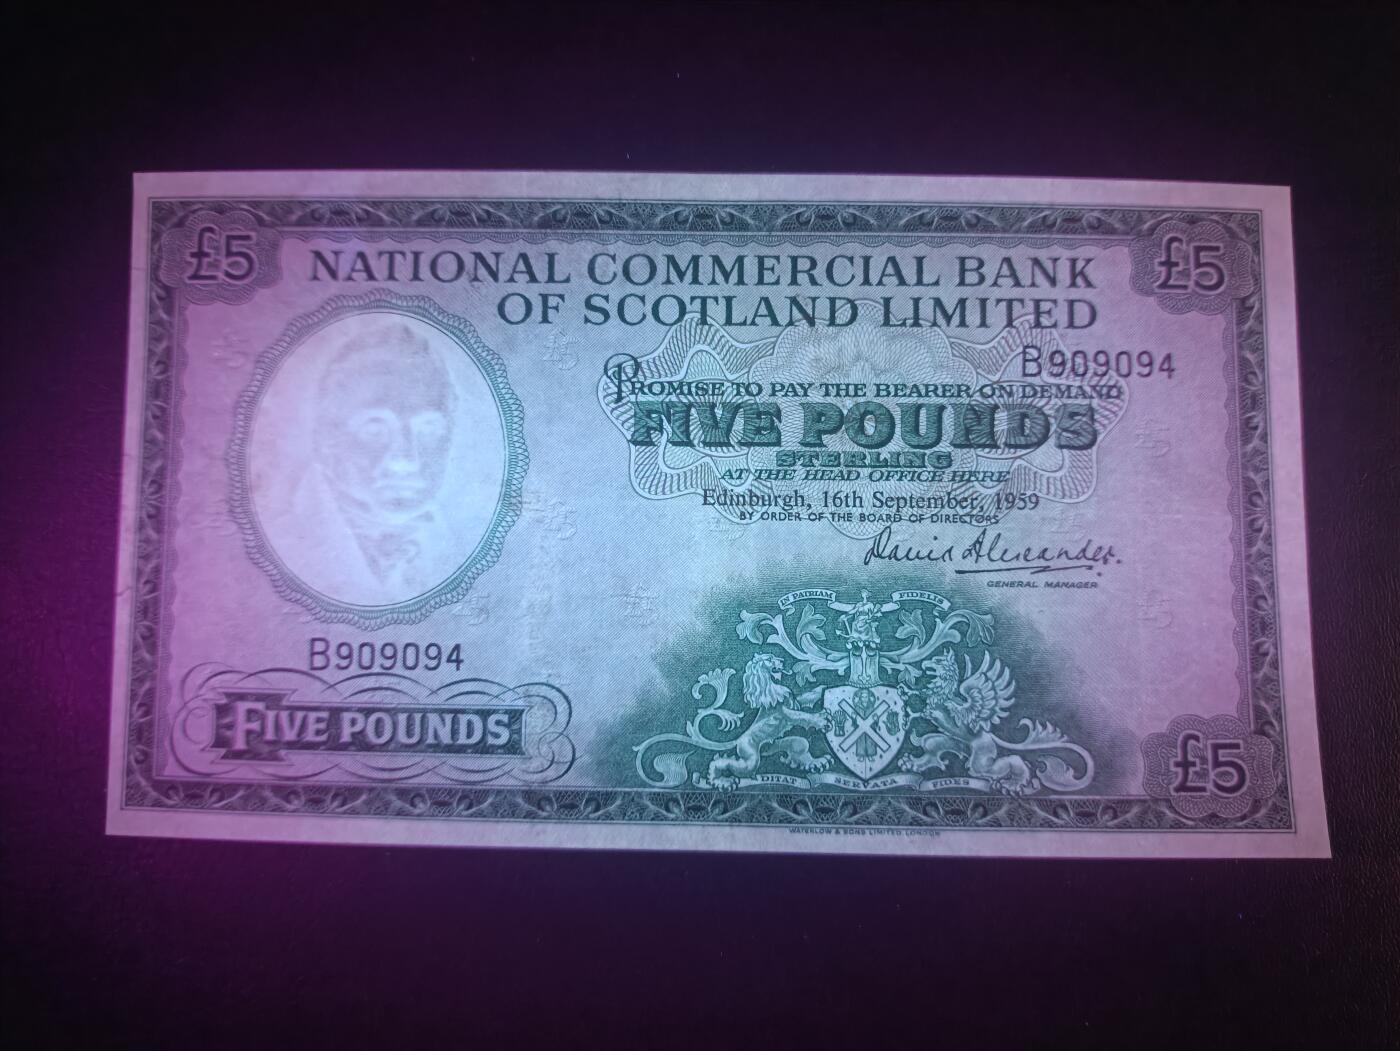 £5
£5
NATIONAL COMMERCIAL BANK
OF SCOTLAND LIMITED
B909094
PROMISE TO PAY THE BEARER ON DEMAND
FIVE POUNDS
STERLING
AT THE HEAD OFFICE HERE
Edinburgh, 16th September, 1959
BY ORDER OF THE BOARD OF DIRECTORS
David Alexander.
GENERAL MANAGER
IN PATRIAM FIDELIS
B909094
FIVE POUNDS
DITAT SERVATA FIDES
£5
WATERLOW & SONS LIMITED, LONDON